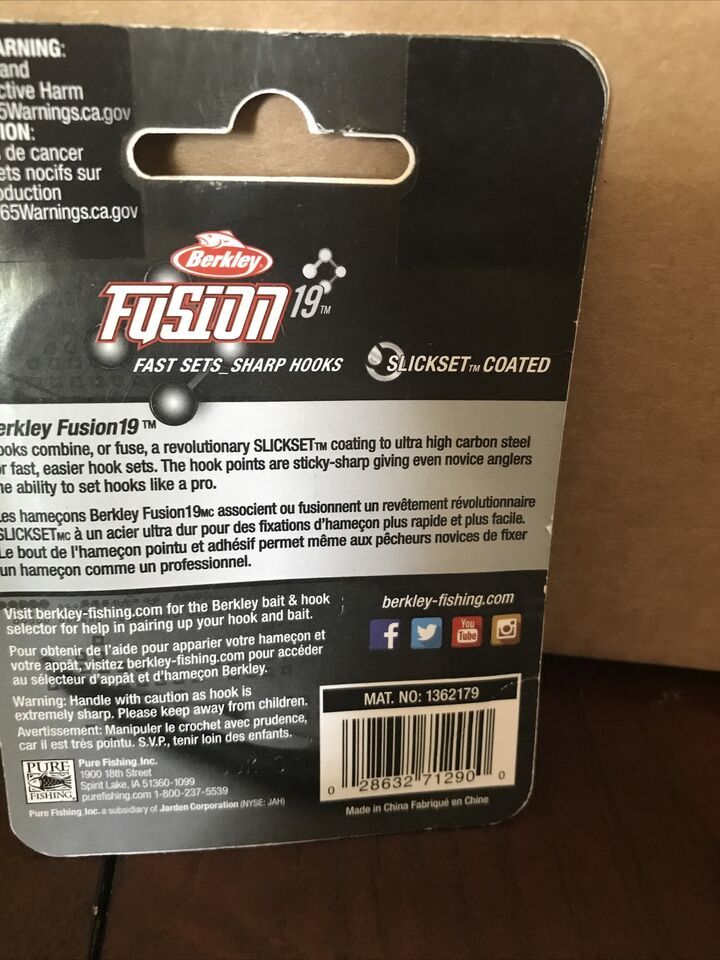 ARNING:
and
ctive Harm
5Warnings.ca.gov
ION:
de cancer
ets nocifs sur
oduction
65Warnings.ca.gov
Berkley
FUSION 19™
FAST SETS_SHARP HOOKS
SLICKSET™ COATED
erkley Fusion19™
ooks combine, or fuse, a revolutionary SLICKSET™ coating to ultra high carbon steel
r fast, easier hook sets. The hook points are sticky-sharp giving even novice anglers
he ability to set hooks like a pro.
es hameçons Berkley Fusion19MC associent ou fusionnent un revêtement révolutionnaire
SLICKSETMC à un acier ultra dur pour des fixations d'hameçon plus rapide et plus facile.
Le bout de l'hameçon pointu et adhésif permet même aux pêcheurs novices de fixer
un hameçon comme un professionnel.
Visit berkley-fishing.com for the Berkley bait & hook
selector for help in pairing up your hook and bait.
Pour obtenir de l'aide pour apparier votre hameçon et
votre appât, visitez berkley-fishing.com pour accéder
au sélecteur d'appât et d'hameçon Berkley.
Warning: Handle with caution as hook is
extremely sharp. Please keep away from children.
Avertissement: Manipuler le crochet avec prudence,
car il est très pointu. S.V.P., tenir loin des enfants.
berkley-fishing.com
You
Tube
MAT. NO: 1362179
0 28632 71290 0
Made in China Fabriqué en Chine
PURE
FISHING
Pure Fishing, Inc.
1900 18th Street
Spirit Lake, IA 51360-1099
purefishing.com 1-800-237-5539
Pure Fishing, Inc. a subsidiary of Jarden Corporation (NYSE: JAH)